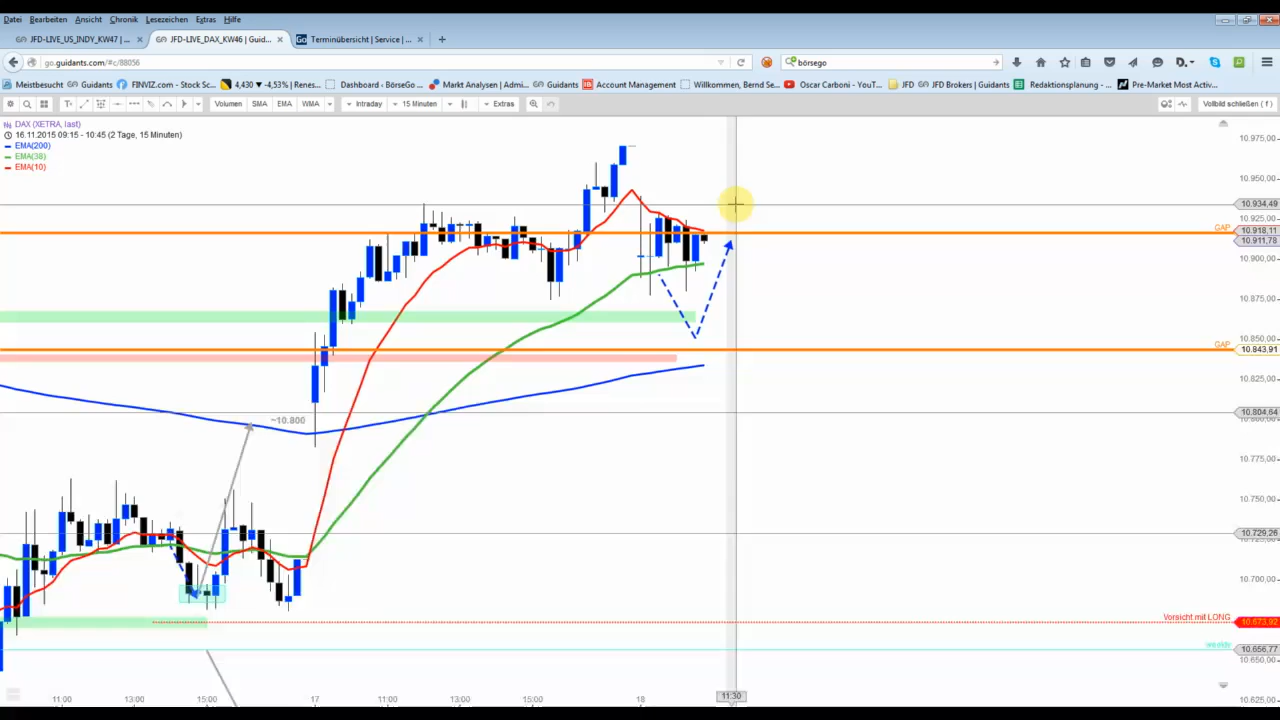 Datei Bearbeiten Ansicht Chronik Lesezeichen Extras Hilfe
JFD-LIVE_US_INDY_KW47 | ... × JFD-LIVE_DAX_KW46 | Guid... × Terminübersicht | Service | ... × +
go.guidants.com/#c/88056 börsego
Meistbesucht Guidants FINVIZ.com - Stock Sc... 4,430 ▼ -4,53% | Renes... Dashboard - BörseGo ... Markt Analysen | Admi... Guidants Account Management Willkommen, Bernd Se... Oscar Carboni - YouT... JFD JFD Brokers | Guidants Redaktionsplanung - ... Pre-Market Most Activ...
Volumen SMA EMA WMA Intraday 15 Minuten Extras Vollbild schließen ( f )
DAX (XETRA, last)
16.11.2015 09:15 - 10:45 (2 Tage, 15 Minuten)
EMA(200)
EMA(38)
EMA(10)
10.975,00
10.950,00
10.934,49
10.925,00
GAP 10.918,11
10.911,78
10.900,00
10.875,00
10.850,00
GAP 10.843,91
10.825,00
10.804,64
~10.800
10.775,00
10.750,00
10.729,26
10.700,00
Vorsicht mit LONG 10.673,92
10.656,77
10.650,00
10.625,00
11:00 13:00 15:00 17 11:00 13:00 15:00 18 11:30